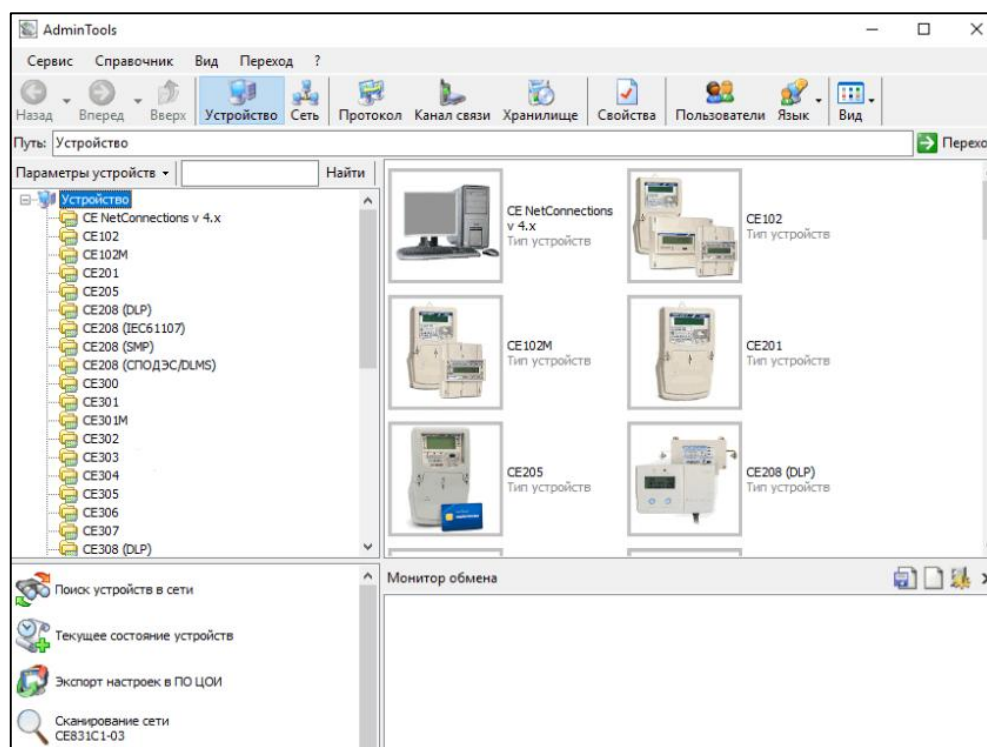 AdminTools
Сервис Справочник Вид Переход ?
Назад Вперед Вверх Устройство Сеть Протокол Канал связи Хранилище Свойства Пользователи Язык Вид
Путь: Устройство Перехо
Параметры устройств Найти
Устройство
CE NetConnections v 4.x
CE102
CE102M
CE201
CE205
CE208 (DLP)
CE208 (IEC61107)
CE208 (SMP)
CE208 (СПОДЭС/DLMS)
CE300
CE301
CE301M
CE302
CE303
CE304
CE305
CE306
CE307
CE308 (DLP)
CE NetConnections
v 4.x
Тип устройств
CE102
Тип устройств
CE102M
Тип устройств
CE201
Тип устройств
CE205
Тип устройств
CE208 (DLP)
Тип устройств
Поиск устройств в сети
Текущее состояние устройств
Экспорт настроек в ПО ЦОИ
Сканирование сети
CE831C1-03
Монитор обмена